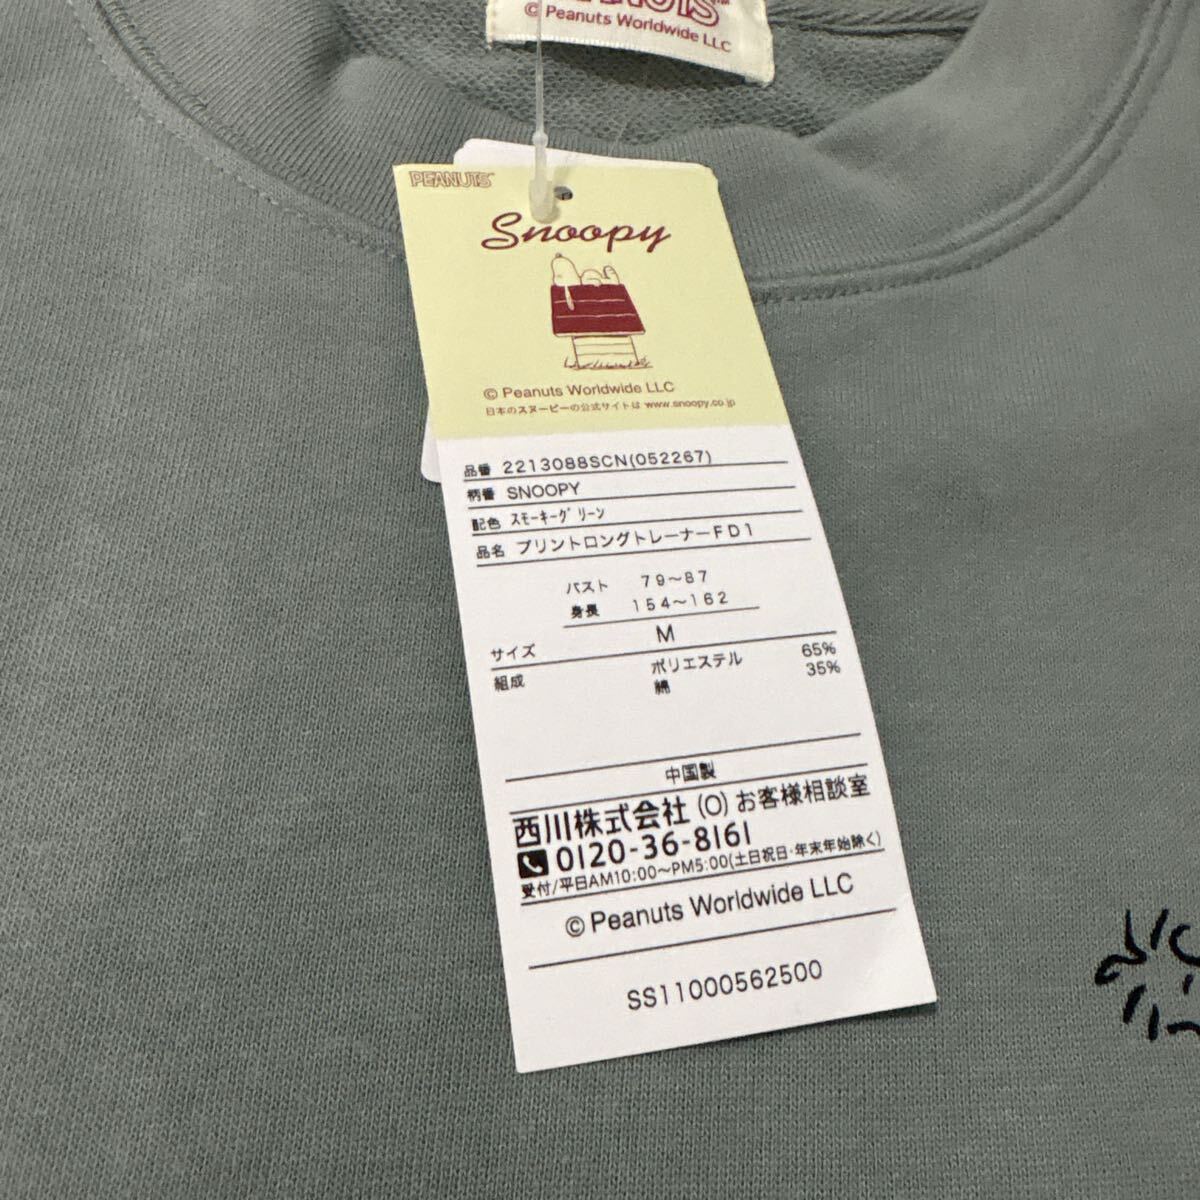 PEANUTS™
© Peanuts Worldwide LLC
PEANUTS
Snoopy
© Peanuts Worldwide LLC
日本のスヌーピーの公式サイトは www.snoopy.co.jp
品番 2213088SCN(052267)
柄番 SNOOPY
配色 ｽﾓｰｷｰｸﾞﾘｰﾝ
品名 プリントロングトレーナーFD1
バスト 79～87
身長 154～162
サイズ M
組成 ポリエステル 65%
綿 35%
中国製
西川株式会社 (O) お客様相談室
0120-36-8161
受付/平日AM10:00～PM5:00(土日祝日･年末年始除く)
© Peanuts Worldwide LLC
SS11000562500